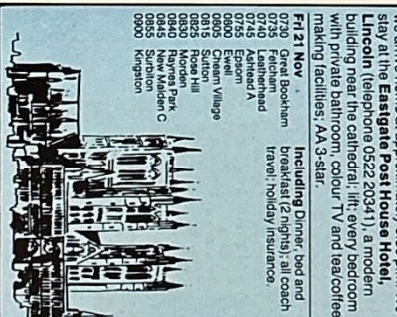 stay at the Eastgate Post House Hotel,
Lincoln (telephone 0522 20341), a modern
building near the cathedral; lift; every bedroom
with private bathroom, colour TV and tea/coffee
making facilities; AA 3-star.
Fri 21 Nov
0730 Great Bookham
0735 Fetcham
0740 Leatherhead
0745 Ashtead A
0755 Epsom
0800 Ewell
0805 Cheam Village
0815 Sutton
0825 Rose Hill
0830 Morden
0840 Raynes Park
0845 New Malden C
0855 Surbiton
0900 Kingston
Including Dinner, bed and
breakfast (2 nights); all coach
travel; holiday insurance.